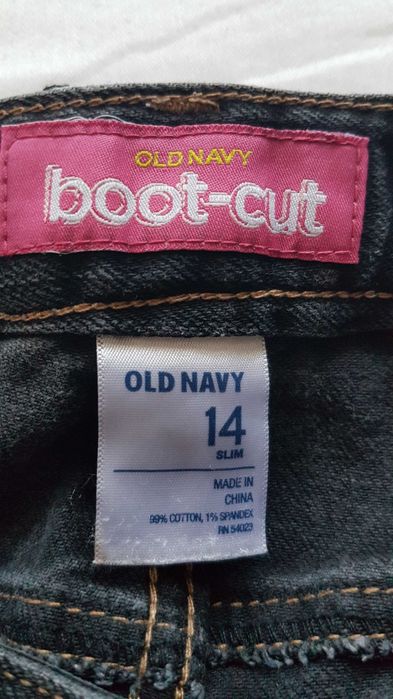 OLD NAVY
boot-cut
OLD NAVY
14
SLIM
MADE IN
CHINA
99% COTTON, 1% SPANDEX
RN 54023